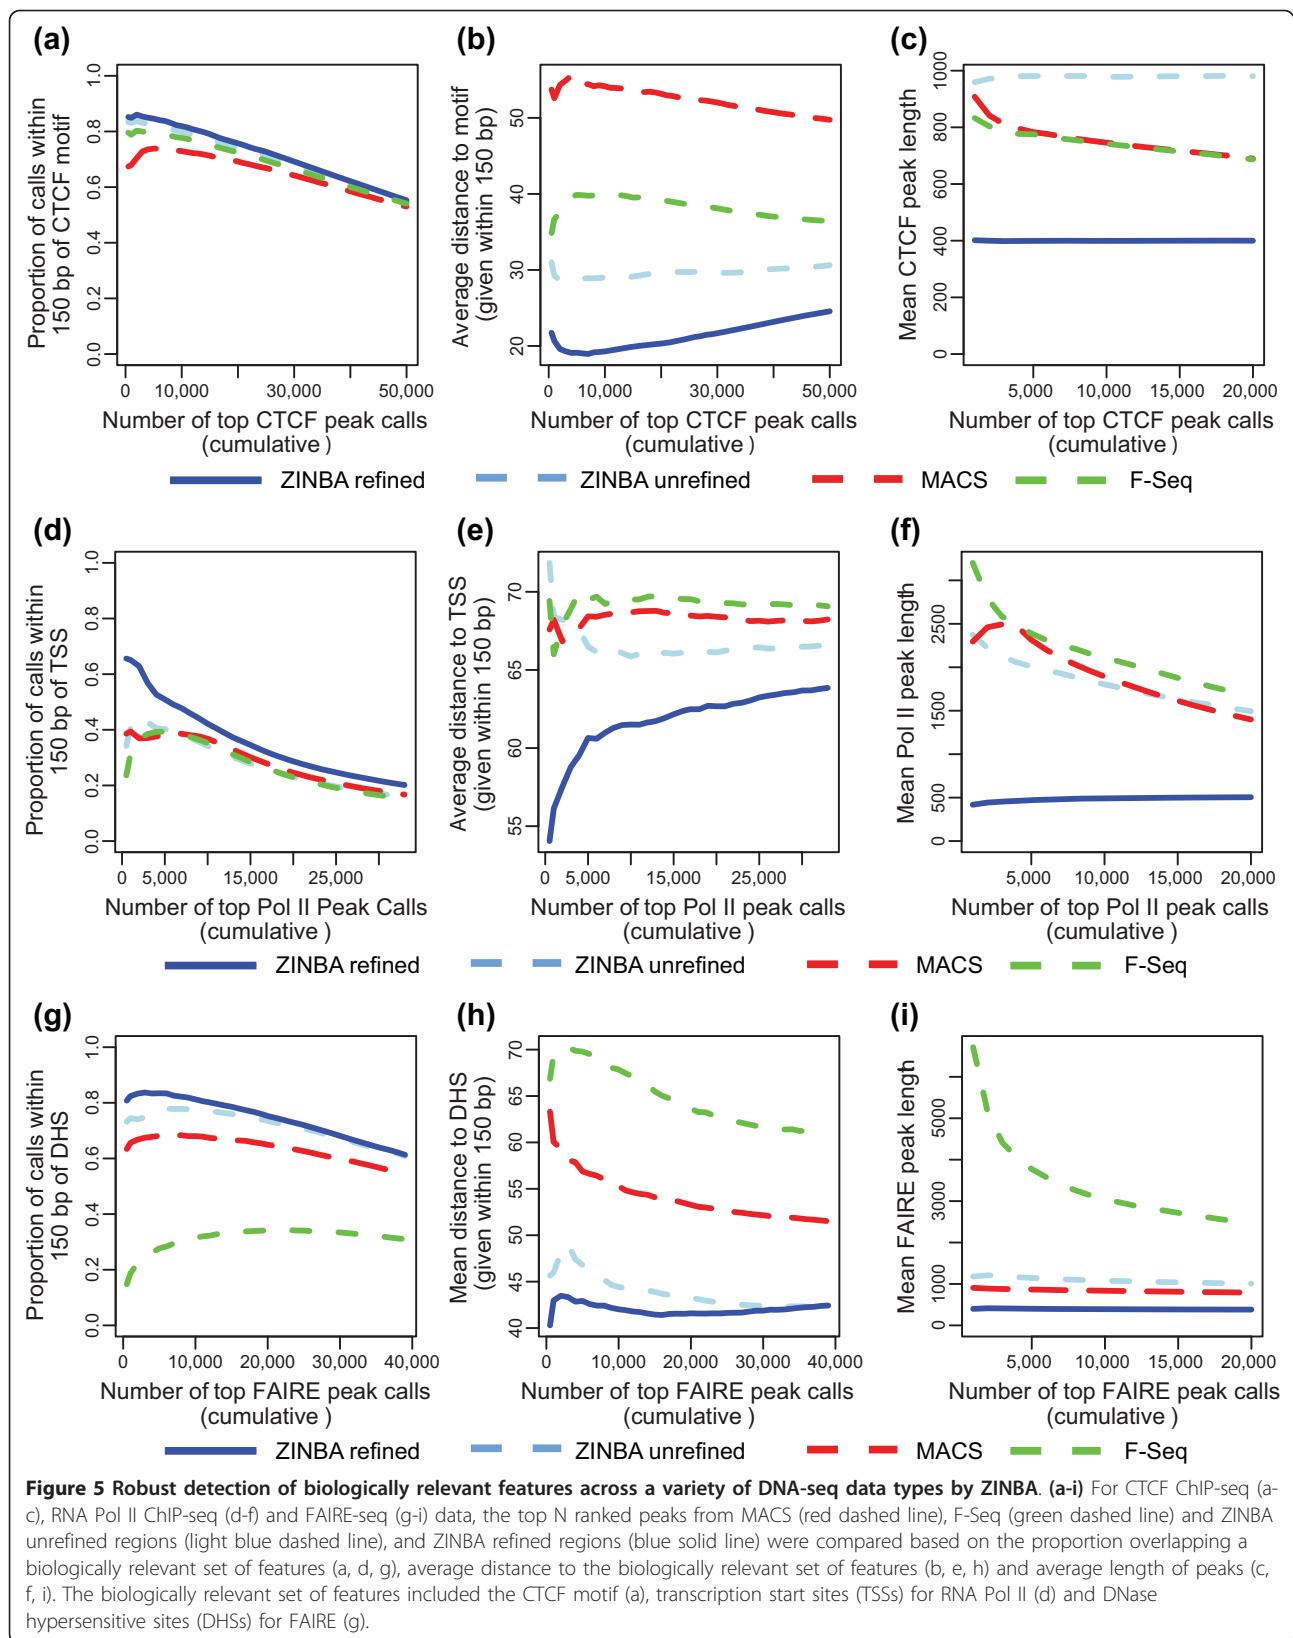 (a)
Proportion of calls within
150 bp of CTCF motif
0.0 0.2 0.4 0.6 0.8 1.0
0 10,000 30,000 50,000
Number of top CTCF peak calls
(cumulative )
(b)
Average distance to motif
(given within 150 bp)
20 30 40 50
0 10,000 30,000 50,000
Number of top CTCF peak calls
(cumulative )
(c)
Mean CTCF peak length
0 200 400 600 800 1000
5,000 10,000 15,000 20,000
Number of top CTCF peak calls
(cumulative )
ZINBA refined ZINBA unrefined MACS F-Seq
(d)
Proportion of calls within
150 bp of TSS
0.0 0.2 0.4 0.6 0.8 1.0
0 5,000 15,000 25,000
Number of top Pol II Peak Calls
(cumulative )
(e)
Average distance to TSS
(given within 150 bp)
55 60 65 70
0 5,000 15,000 25,000
Number of top Pol II peak calls
(cumulative )
(f)
Mean Pol II peak length
0 500 1500 2500
5,000 10,000 15,000 20,000
Number of top Pol II peak calls
(cumulative )
ZINBA refined ZINBA unrefined MACS F-Seq
(g)
Proportion of calls within
150 bp of DHS
0.0 0.2 0.4 0.6 0.8 1.0
0 10,000 20,000 30,000 40,000
Number of top FAIRE peak calls
(cumulative )
(h)
Mean distance to DHS
(given within 150 bp)
40 45 50 55 60 65 70
0 10,000 20,000 30,000 40,000
Number of top FAIRE peak calls
(cumulative )
(i)
Mean FAIRE peak length
0 1000 3000 5000
5,000 10,000 15,000 20,000
Number of top FAIRE peak calls
(cumulative )
ZINBA refined ZINBA unrefined MACS F-Seq
Figure 5 Robust detection of biologically relevant features across a variety of DNA-seq data types by ZINBA. (a-i) For CTCF ChIP-seq (a-
c), RNA Pol II ChIP-seq (d-f) and FAIRE-seq (g-i) data, the top N ranked peaks from MACS (red dashed line), F-Seq (green dashed line) and ZINBA
unrefined regions (light blue dashed line), and ZINBA refined regions (blue solid line) were compared based on the proportion overlapping a
biologically relevant set of features (a, d, g), average distance to the biologically relevant set of features (b, e, h) and average length of peaks (c,
f, i). The biologically relevant set of features included the CTCF motif (a), transcription start sites (TSSs) for RNA Pol II (d) and DNase
hypersensitive sites (DHSs) for FAIRE (g).